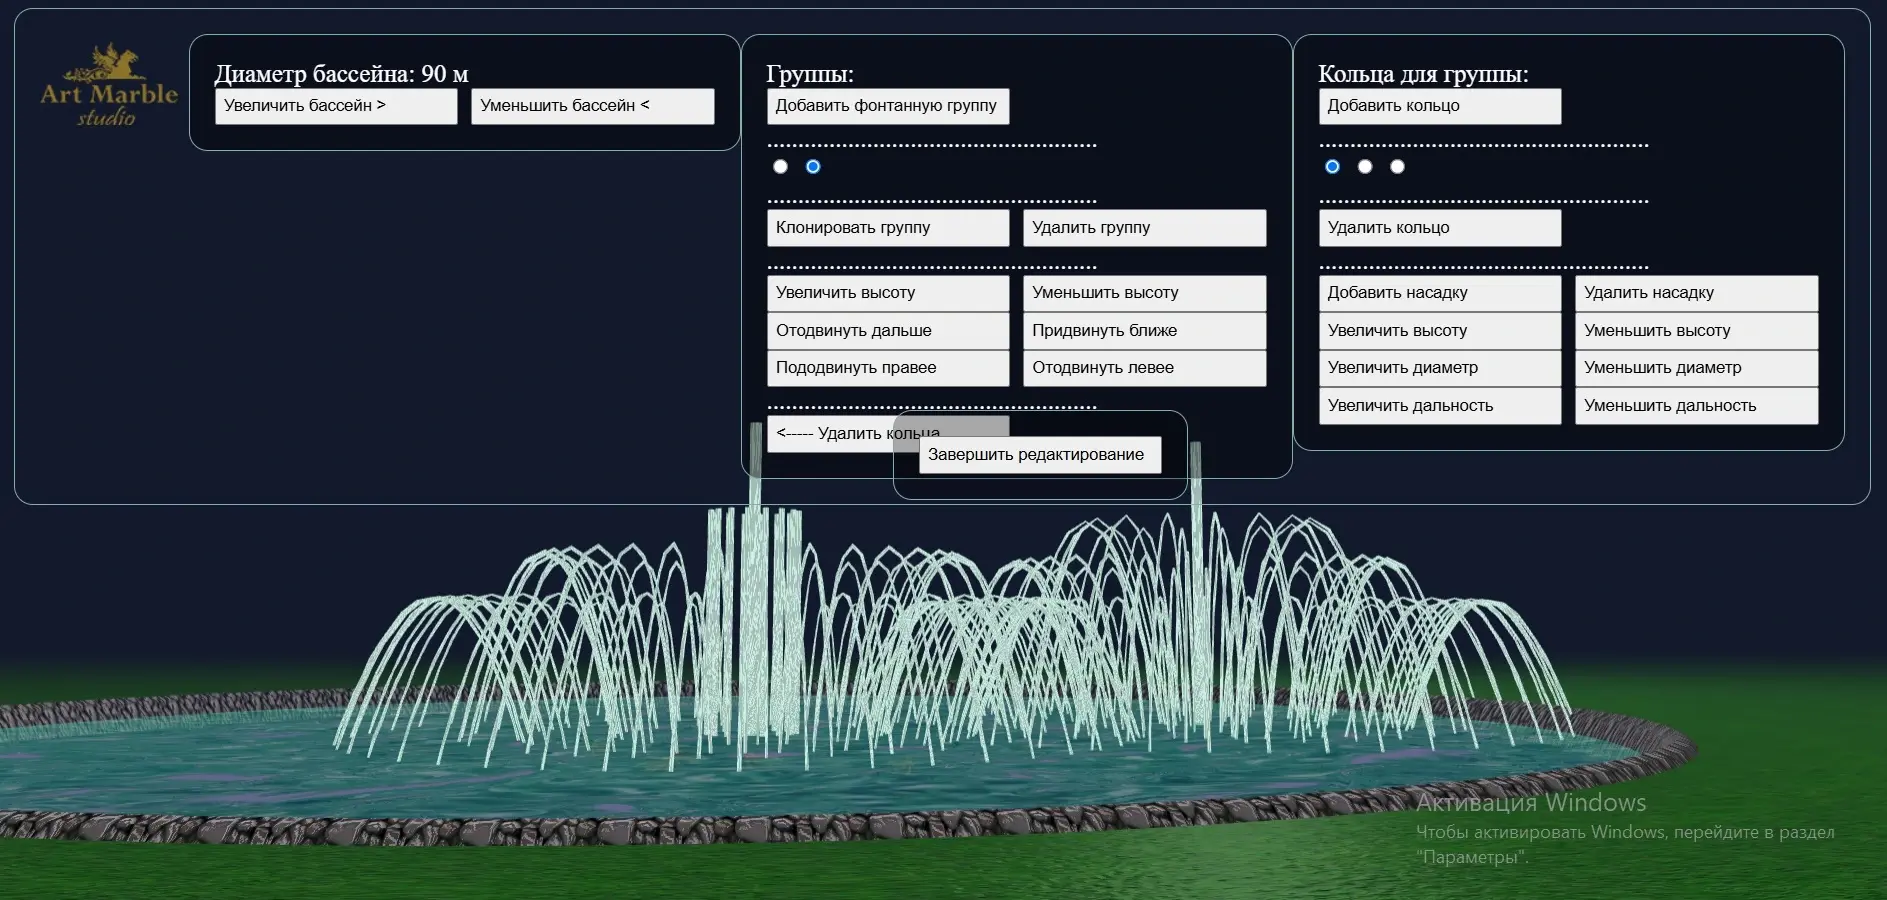 Art Marble
studio
Диаметр бассейна: 90 м
Увеличить бассейн >
Уменьшить бассейн <
Группы:
Добавить фонтанную группу
Клонировать группу
Удалить группу
Увеличить высоту
Уменьшить высоту
Отодвинуть дальше
Придвинуть ближе
Пододвинуть правее
Отодвинуть левее
<----- Удалить кольца
Завершить редактирование
Кольца для группы:
Добавить кольцо
Удалить кольцо
Добавить насадку
Удалить насадку
Увеличить высоту
Уменьшить высоту
Увеличить диаметр
Уменьшить диаметр
Увеличить дальность
Уменьшить дальность
Активация Windows
Чтобы активировать Windows, перейдите в раздел
"Параметры".